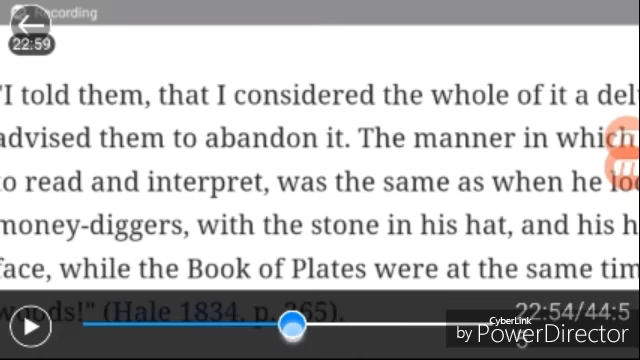 Recording
22:59
"I told them, that I considered the whole of it a del
advised them to abandon it. The manner in which
to read and interpret, was the same as when he loo
money-diggers, with the stone in his hat, and his h
face, while the Book of Plates were at the same tim
woods!" (Hale 1834, p. 265).
22:54/44:5
CyberLink
by PowerDirector